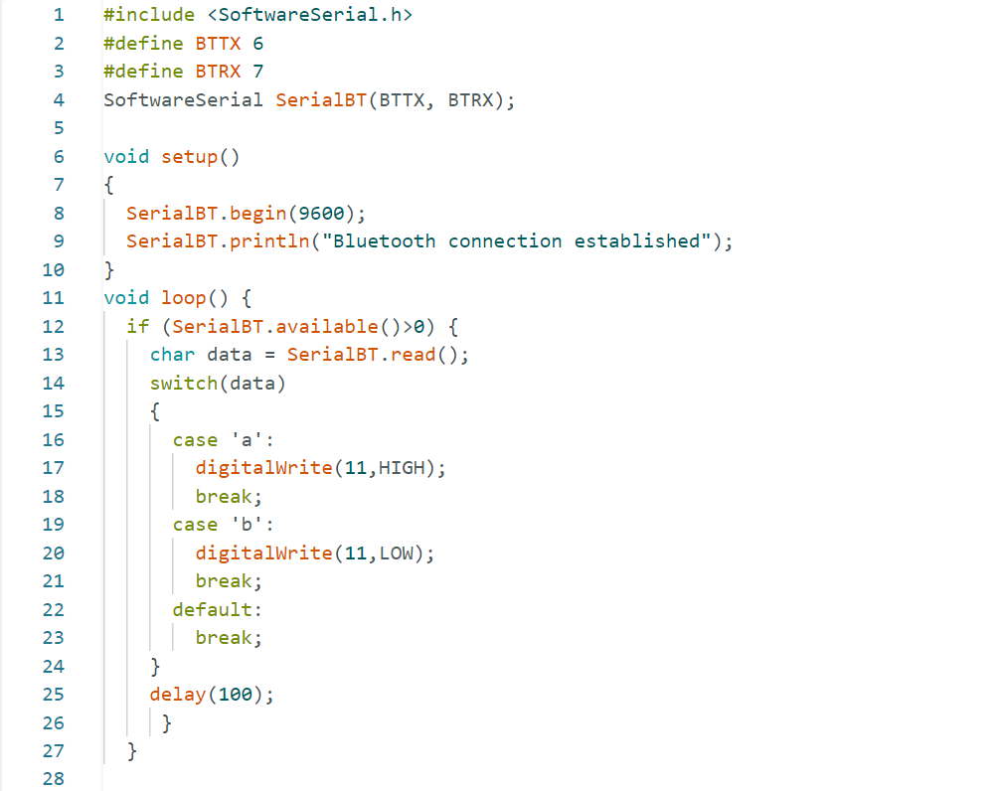 1 #include <SoftwareSerial.h>
2 #define BTTX 6
3 #define BTRX 7
4 SoftwareSerial SerialBT(BTTX, BTRX);
5
6 void setup()
7 {
8   SerialBT.begin(9600);
9   SerialBT.println("Bluetooth connection established");
10 }
11 void loop() {
12   if (SerialBT.available()>0) {
13     char data = SerialBT.read();
14     switch(data)
15     {
16       case 'a':
17         digitalWrite(11,HIGH);
18         break;
19       case 'b':
20         digitalWrite(11,LOW);
21         break;
22       default:
23         break;
24     }
25     delay(100);
26      }
27   }
28